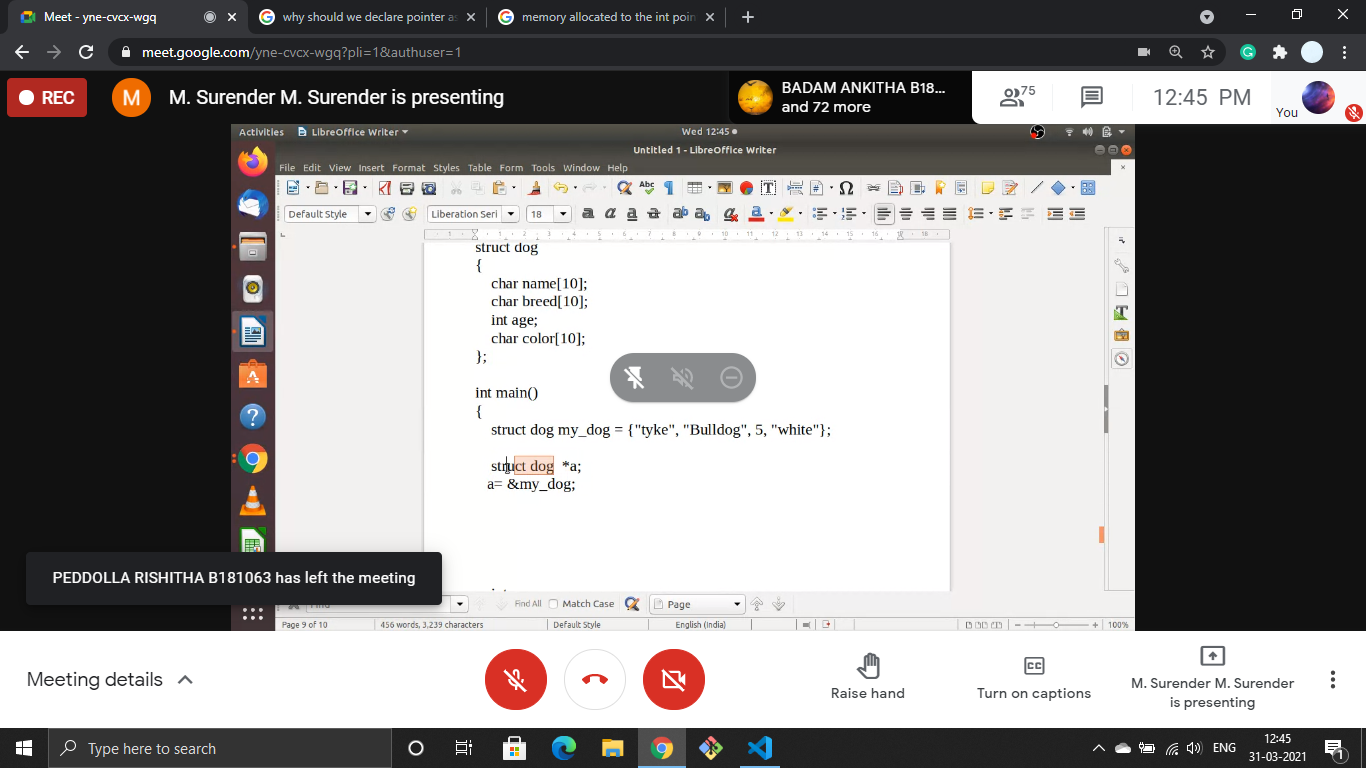 Meet - yne-cvcx-wgq
why should we declare pointer as
memory allocated to the int poin
meet.google.com/yne-cvcx-wgq?pli=1&authuser=1
REC
M
M. Surender M. Surender is presenting
BADAM ANKITHA B18...
and 72 more
75
12:45 PM
You
Activities LibreOffice Writer Wed 12:45
Untitled 1 - LibreOffice Writer
File Edit View Insert Format Styles Table Form Tools Window Help
Default Style Liberation Seri 18
struct dog
{
char name[10];
char breed[10];
int age;
char color[10];
};
int main()
{
struct dog my_dog = {"tyke", "Bulldog", 5, "white"};
struct dog *a;
a= &my_dog;
PEDDOLLA RISHITHA B181063 has left the meeting
Find All Match Case Page
Page 9 of 10 456 words, 3,239 characters Default Style English (India) 100%
Meeting details
Raise hand
Turn on captions
M. Surender M. Surender
is presenting
Type here to search
ENG
12:45
31-03-2021
1